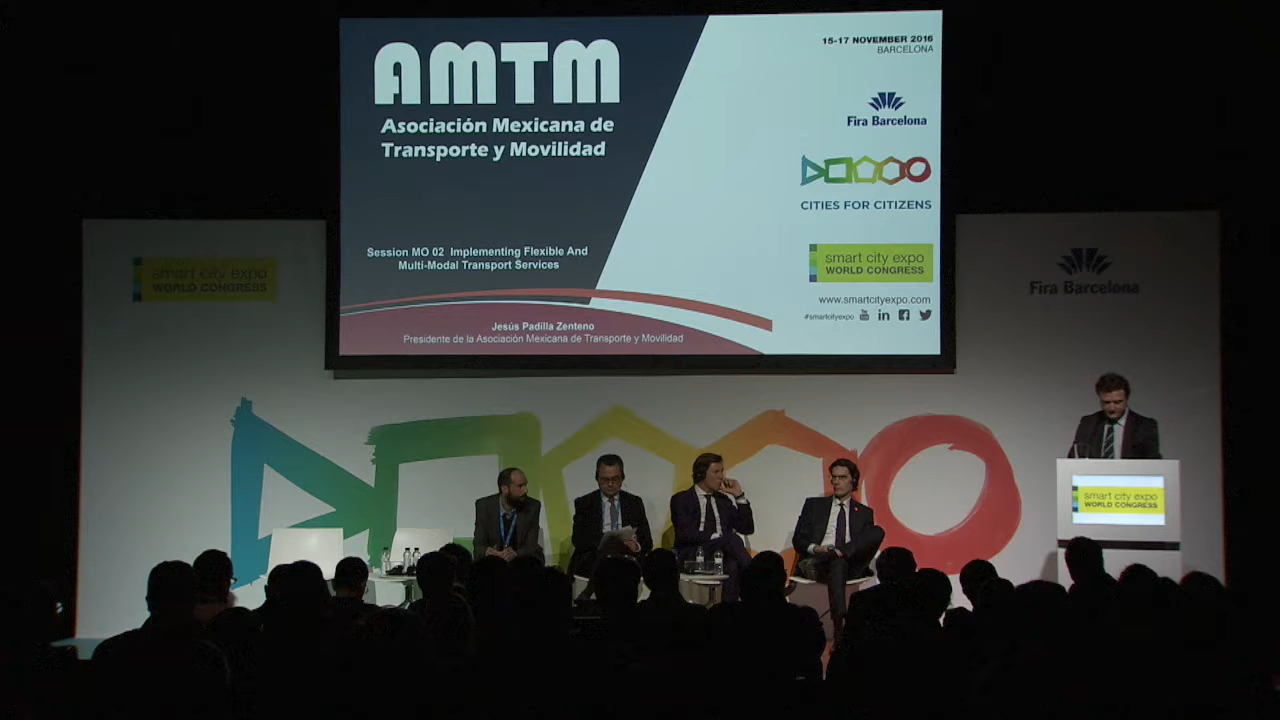 AMTM
Asociación Mexicana de
Transporte y Movilidad
Session MO 02 Implementing Flexible And
Multi-Modal Transport Services
Jesús Padilla Zenteno
Presidente de la Asociación Mexicana de Transporte y Movilidad
15-17 NOVEMBER 2016
BARCELONA
Fira Barcelona
CITIES FOR CITIZENS
smart city expo
WORLD CONGRESS
www.smartcityexpo.com
#smartcityexpo
smart city expo
WORLD CONGRESS
Fira Barcelona
smart city expo
WORLD CONGRESS